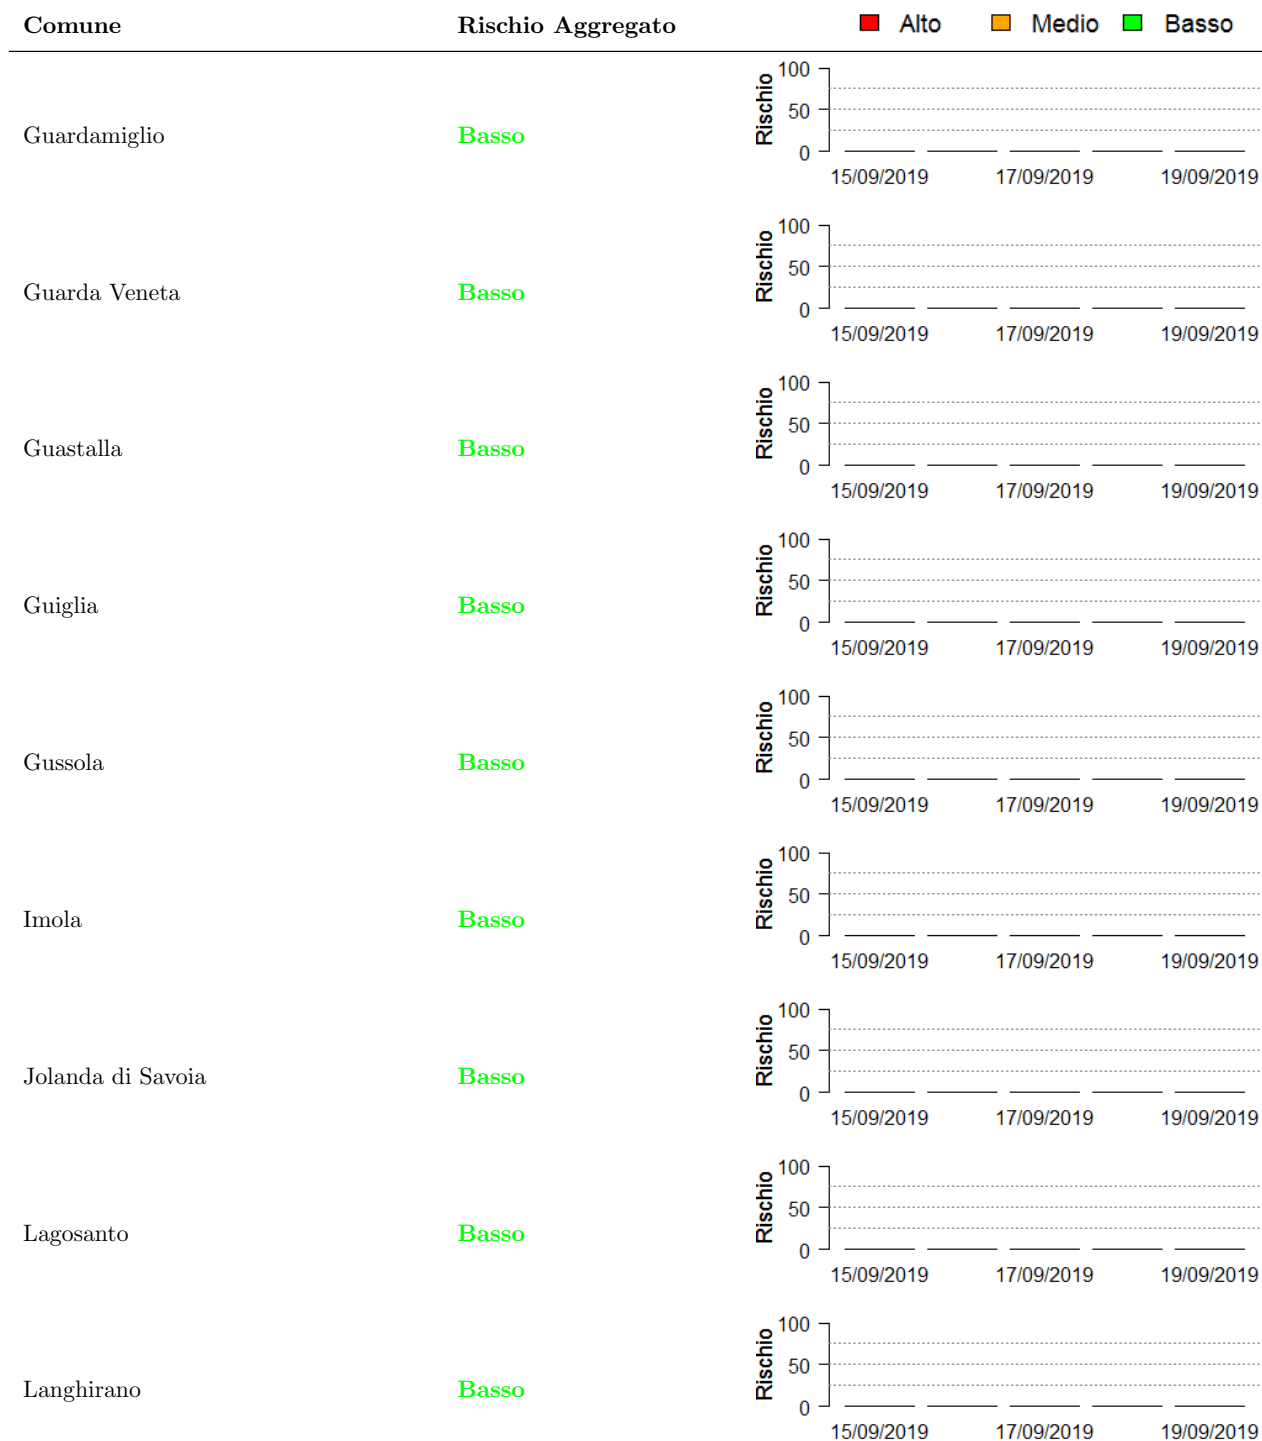 Comune Rischio Aggregato Alto Medio Basso
100
50
0
Rischio
Guardamiglio Basso
15/09/2019 17/09/2019 19/09/2019
100
50
0
Rischio
Guarda Veneta Basso
15/09/2019 17/09/2019 19/09/2019
100
50
0
Rischio
Guastalla Basso
15/09/2019 17/09/2019 19/09/2019
100
50
0
Rischio
Guiglia Basso
15/09/2019 17/09/2019 19/09/2019
100
50
0
Rischio
Gussola Basso
15/09/2019 17/09/2019 19/09/2019
100
50
0
Rischio
Imola Basso
15/09/2019 17/09/2019 19/09/2019
100
50
0
Rischio
Jolanda di Savoia Basso
15/09/2019 17/09/2019 19/09/2019
100
50
0
Rischio
Lagosanto Basso
15/09/2019 17/09/2019 19/09/2019
100
50
0
Rischio
Langhirano Basso
15/09/2019 17/09/2019 19/09/2019